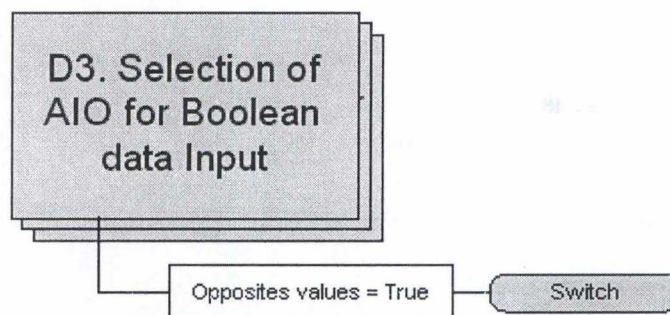 D3. Selection of
AIO for Boolean
data Input
Opposites values = True
Switch